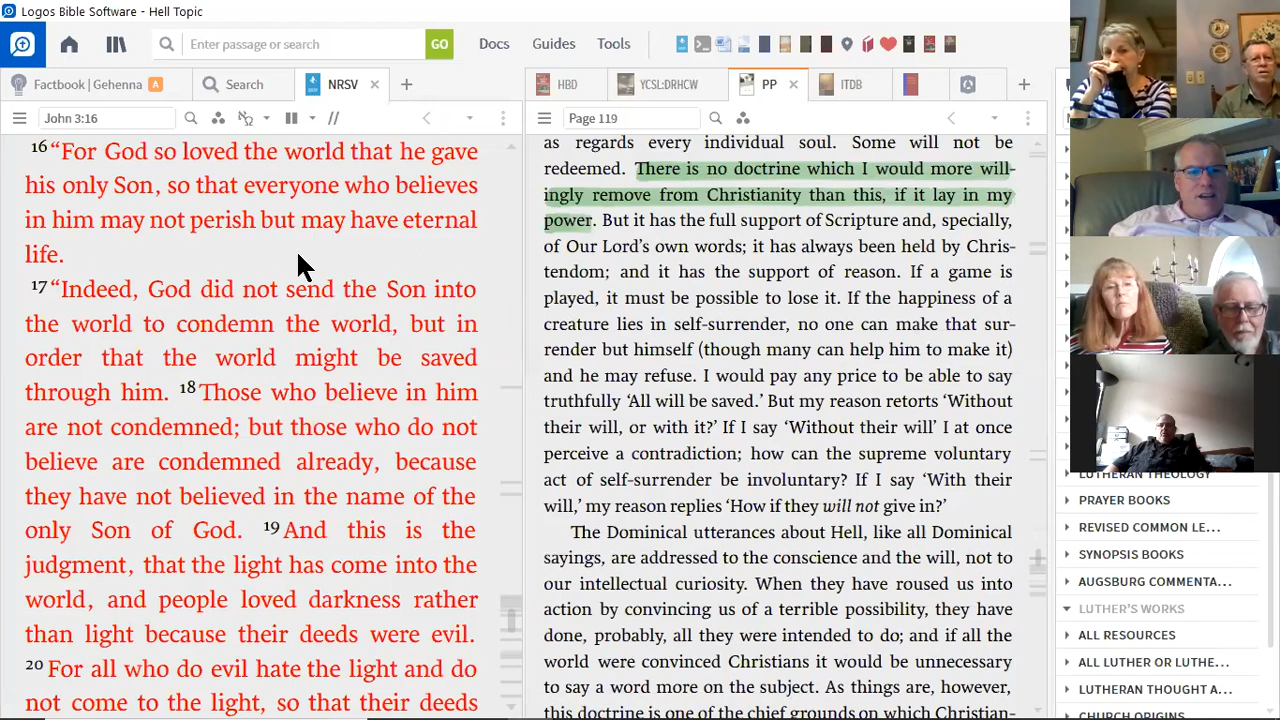 Logos Bible Software - Hell Topic
Enter passage or search
GO
Docs
Guides
Tools
Factbook | Gehenna
A
Search
NRSV
HBD
YCSL:DRHCW
PP
ITDB
John 3:16
Page 119
16 “For God so loved the world that he gave
his only Son, so that everyone who believes
in him may not perish but may have eternal
life.
17 “Indeed, God did not send the Son into
the world to condemn the world, but in
order that the world might be saved
through him. 18 Those who believe in him
are not condemned; but those who do not
believe are condemned already, because
they have not believed in the name of the
only Son of God. 19 And this is the
judgment, that the light has come into the
world, and people loved darkness rather
than light because their deeds were evil.
20 For all who do evil hate the light and do
not come to the light, so that their deeds
as regards every individual soul. Some will not be
redeemed. There is no doctrine which I would more will-
ingly remove from Christianity than this, if it lay in my
power. But it has the full support of Scripture and, specially,
of Our Lord’s own words; it has always been held by Chris-
tendom; and it has the support of reason. If a game is
played, it must be possible to lose it. If the happiness of a
creature lies in self-surrender, no one can make that sur-
render but himself (though many can help him to make it)
and he may refuse. I would pay any price to be able to say
truthfully ‘All will be saved.’ But my reason retorts ‘Without
their will, or with it?’ If I say ‘Without their will’ I at once
perceive a contradiction; how can the supreme voluntary
act of self-surrender be involuntary? If I say ‘With their
will,’ my reason replies ‘How if they will not give in?’
The Dominical utterances about Hell, like all Dominical
sayings, are addressed to the conscience and the will, not to
our intellectual curiosity. When they have roused us into
action by convincing us of a terrible possibility, they have
done, probably, all they were intended to do; and if all the
world were convinced Christians it would be unnecessary
to say a word more on the subject. As things are, however,
this doctrine is one of the chief grounds on which Christian-
LUTHERAN THEOLOGY
PRAYER BOOKS
REVISED COMMON LE...
SYNOPSIS BOOKS
AUGSBURG COMMENTA...
LUTHER'S WORKS
ALL RESOURCES
ALL LUTHER OR LUTHE...
LUTHERAN THOUGHT A...
CHURCH ORIGINS